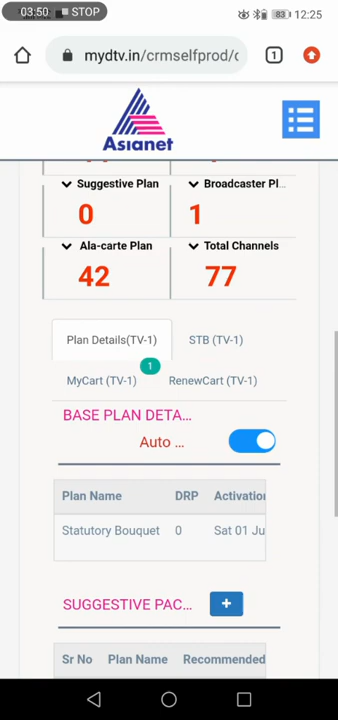 03:50 STOP 83 12:25
mydtv.in/crmselfprod/c 1
Asianet
Suggestive Plan Broadcaster Pl...
0 1
Ala-carte Plan Total Channels
42 77
Plan Details(TV-1) STB (TV-1)
1
MyCart (TV-1) RenewCart (TV-1)
BASE PLAN DETA...
Auto ...
Plan Name DRP Activation
Statutory Bouquet 0 Sat 01 Ju
SUGGESTIVE PAC... +
Sr No Plan Name Recommended